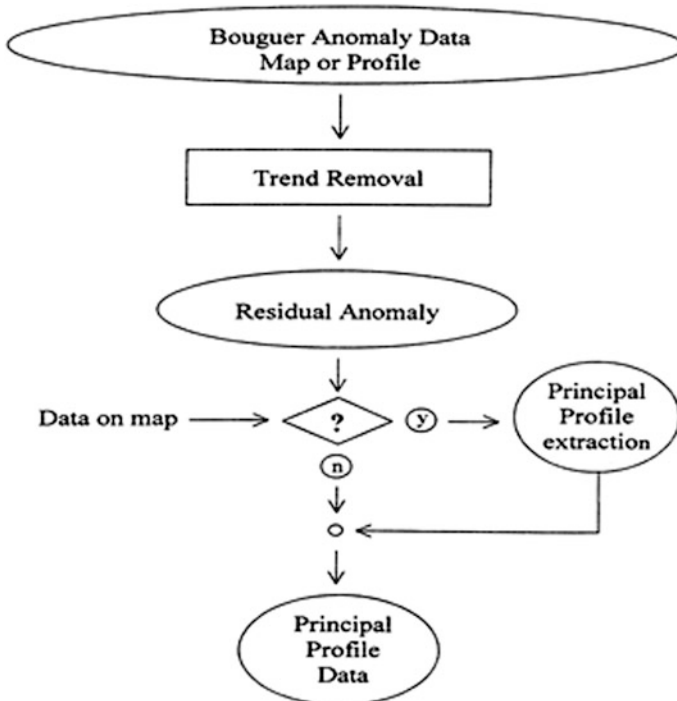 Bouguer Anomaly Data
Map or Profile
Trend Removal
Residual Anomaly
Data on map
?
y
Principal
Profile
extraction
n
Principal
Profile
Data